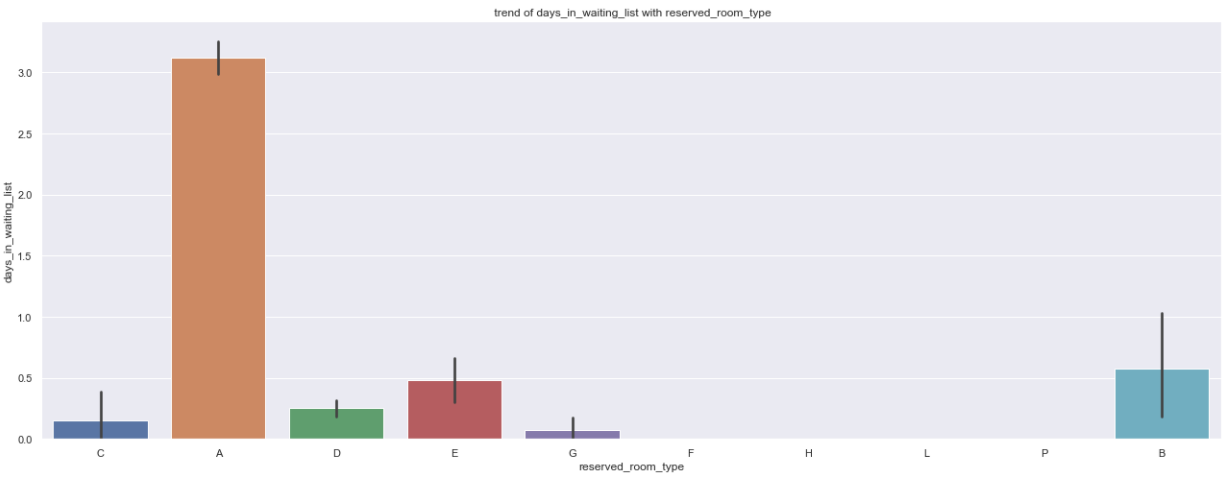 trend of days_in_waiting_list with reserved_room_type
days_in_waiting_list
3.0
2.5
2.0
1.5
1.0
0.5
0.0
C A D E G F H L P B
reserved_room_type